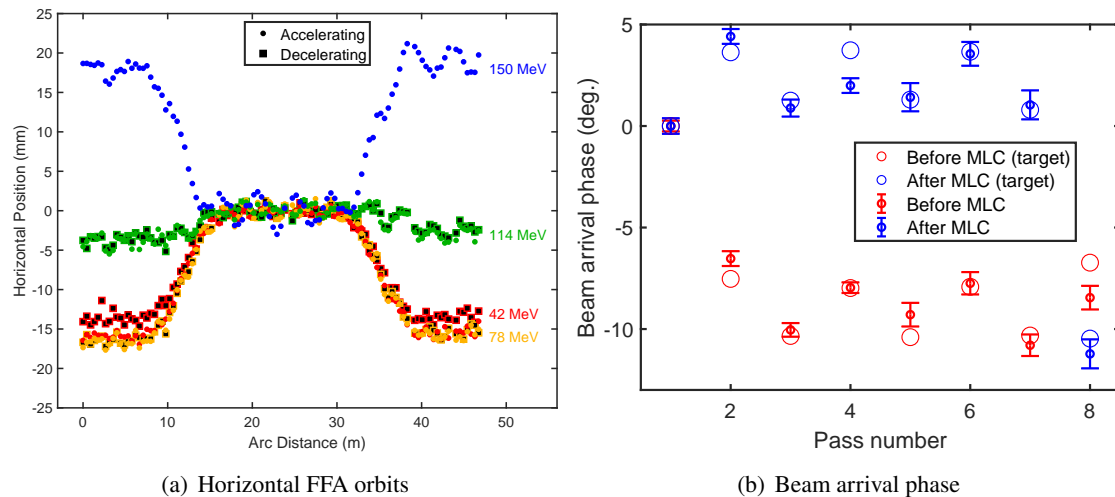 25
20
15
10
5
0
-5
-10
-15
-20
-25
Horizontal Position (mm)
Accelerating
Decelerating
150 MeV
114 MeV
42 MeV
78 MeV
0
10
20
30
40
50
Arc Distance (m)
(a) Horizontal FFA orbits
5
0
-5
-10
Beam arrival phase (deg.)
Before MLC (target)
After MLC (target)
Before MLC
After MLC
2
4
6
8
Pass number
(b) Beam arrival phase